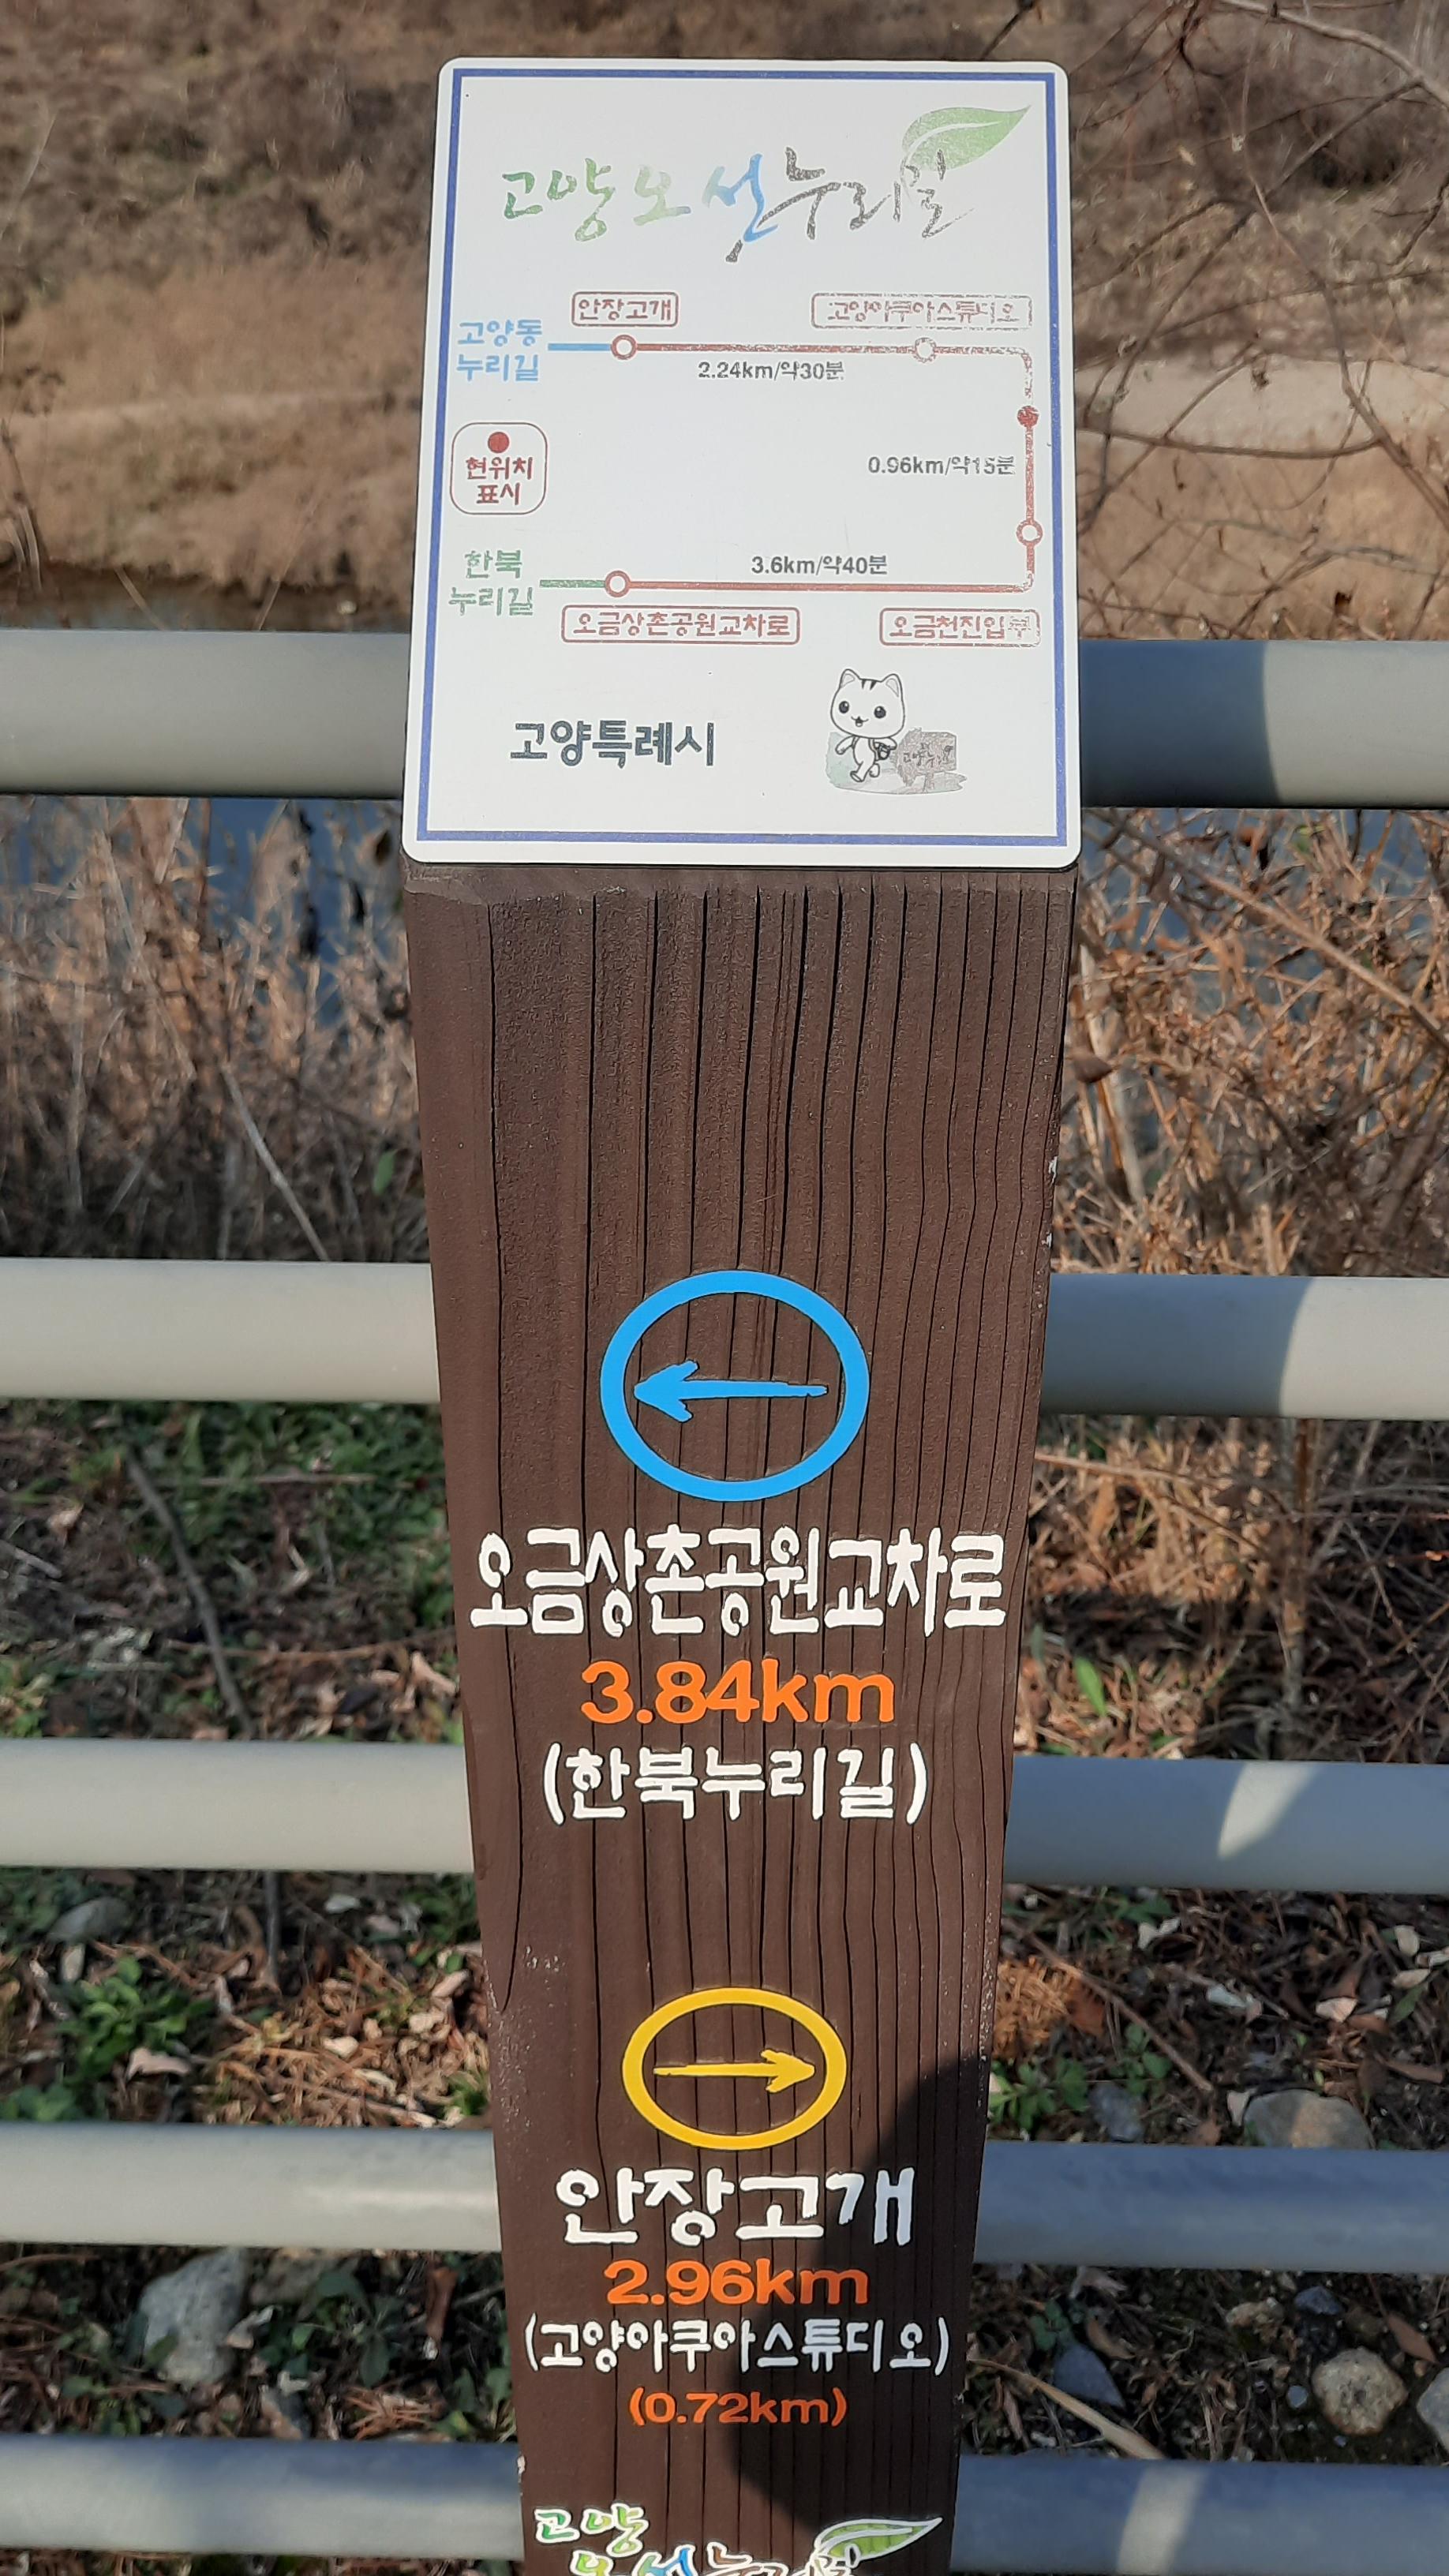 고양오션누리길
안장고개
고양아쿠아스튜디오
고양동
누리길
2.24km/약30분
현위치
표시
0.96km/약15분
한북
누리길
3.6km/약40분
오금상촌공원교차로
오금천진입
고양특례시
오금상촌공원교차로
3.84km
(한북누리길)
안장고개
2.96km
(고양아쿠아스튜디오)
(0.72km)
고양